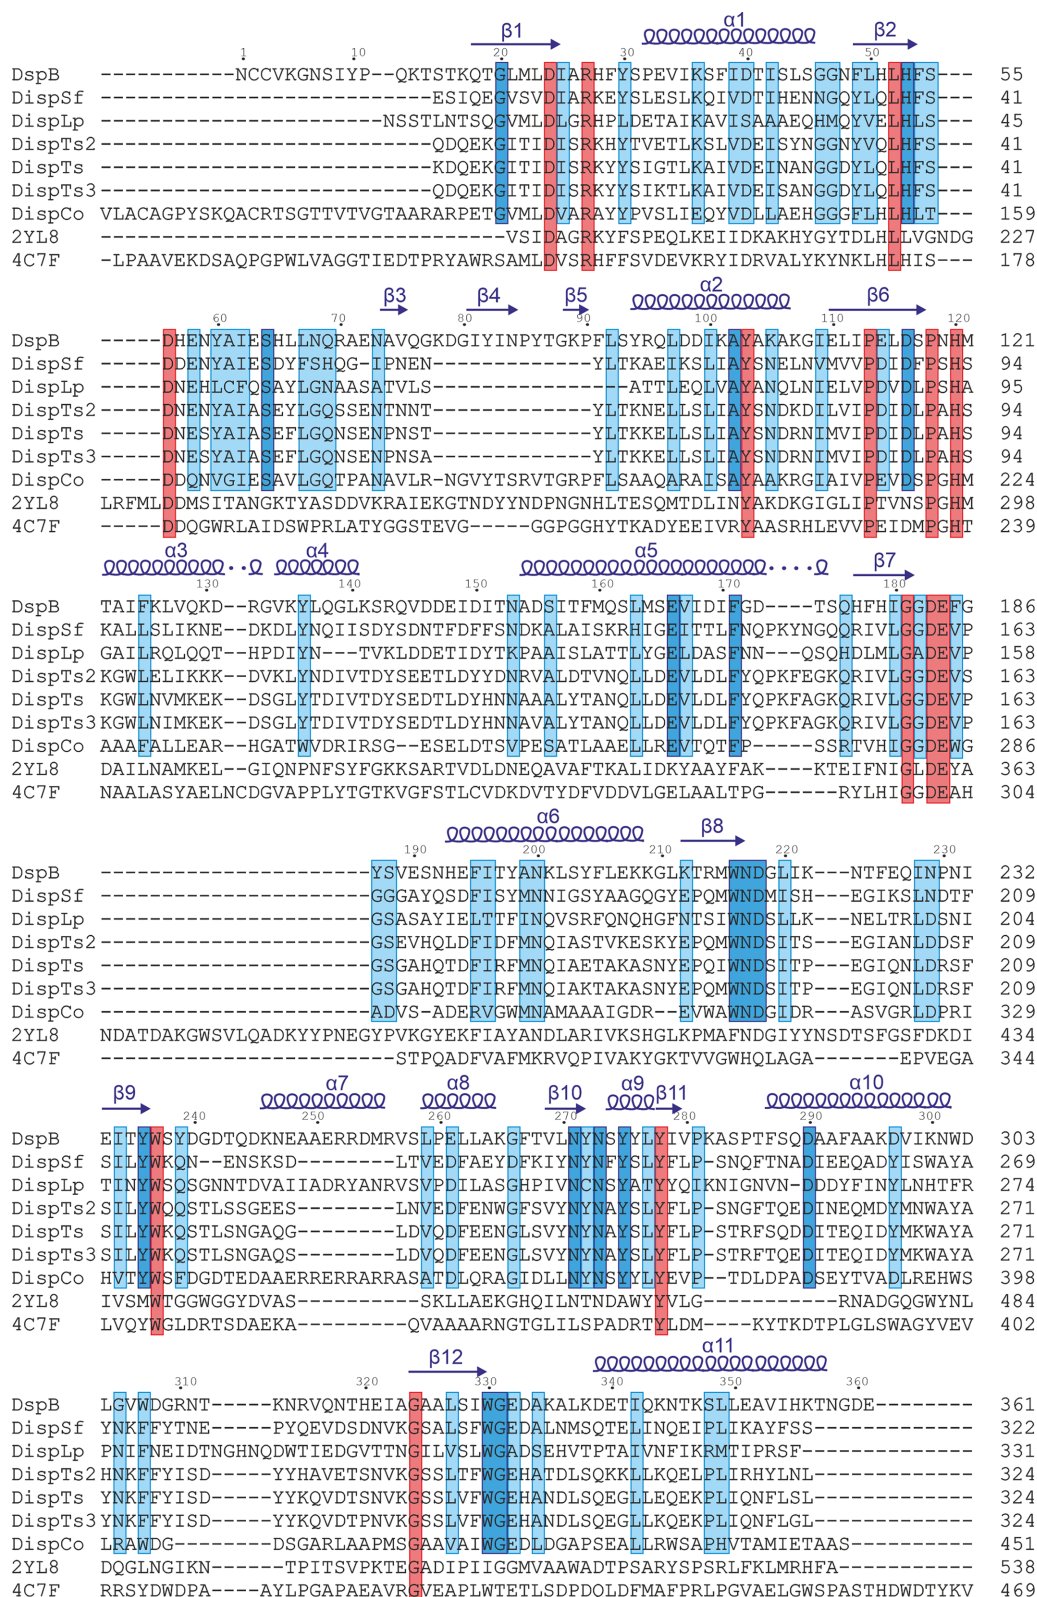 β1 α1 β2
1 10 20 30 40 50
DspB ----------NCCVKGNSIYP--QKTSTKQTGLMLDIARHFYSPEVIKSFIDTISLSGGNFLHLHFS--- 55
DispSf ---------------------------ESIQEGVSVDIARKEYSLESLKQIVDTIHENNGQYLQLHFS--- 41
DispLp -----------------------NSSTLNTSQGVMLDLGRHPLDETAIKAVISAAAEQHMQYVELHLS--- 45
DispTs2 ---------------------------QDQEKGITIDISRKHYTVETLKSLVDEISYNGGNYVQLHFS--- 41
DispTs ---------------------------KDQEKGITIDISRKYYSIGTLKAIVDEINANGGDYLQLHFS--- 41
DispTs3 ---------------------------QDQEKGITIDISRKYYSIKTLKAIVDEISANGGDYLQLHFS--- 41
DispCo VLACAGPYSKQACRTSGTTVTVGTAARARPETGVMLDVARAYYPVSLIEQYVDLLAEHGGGFLHLHLT--- 159
2YL8 ---------------------------------VSIDAGRKYFSPEQLKEIIDKAKHYGYTDLHLLVGNDG 227
4C7F -LPAAVEKDSAQPGPWLVAGGTIEDTPRYAWRSAMLDVSRHFFSVDEVKRYIDRVALYKYNKLHLHIS--- 178
β3 β4 β5 α2 β6
60 70 80 90 100 110 120
DspB -----DHENYAIESHLLNQRAENAVQGKDGIYINPYTGKPFLSYRQLDDIKAYAKAKGIELIPELDSPNHM 121
DispSf -----DDENYAIESDYFSHQG-ENIPNEN------------YLTKAEIKSLIAYSNELNVMVVPDIDFPSHS 94
DispLp -----DNEHLCFQSAYLGNAASATVLS-------------ATTLEQLVAYANQLNIELVPDVDLPSHS 95
DispTs2 -----DNENYAIASEYLGQSSENTNNT-------------YLTKNELLSLIAYSNDKDILVIPDIDLPAHS 94
DispTs -----DNESYAIASEFLGQNSENPNST-------------YLTKKELLSLIAYSNDRNIMVIPDIDLPAHS 94
DispTs3 -----DNESYAIASEFLGQNSENPNSA-------------YLTKKELLSLIAYSNDRNIMVIPDIDLPAHS 94
DispCo -----DDQNVGIESAVLGQTPANAVLR-NGVYTSRVTGRPFLSAAQARAISAYAAKRGIAIVPEVDSPGHM 224
2YL8 LRFMLDDMSITANGKTYASDDVKRAIEKGTNDYYNDPNGNHLTESQMTDLINYAKDKGIGLIPTVNSPGHM 298
4C7F -----DDQGWRLAIDSWPRLATYGGSTEVG-----GGPGGHYTKADYEEIVRYAASRHLEVVPEIDMPGHT 239
α3 α4 α5 β7
130 140 150 160 170 180
DspB TAIFKLVQKD--RGVKYLQGLKSRQVDDEIDITNADSITFMQSLMSEVIDIFGD----TSQHFHIGGDEFG 186
DispSf KALLSLIKNE--DKDLYNQIISDYSDNTFDFFSNDKALAISKRHIGEITTLFNQPKYNGQQRIVLGGDEVP 163
DispLp GAILRQLQQT--HPDIYN--TVKLDDETIDYTKPAAISLATTLYGELDASFNN---QSQHDLMLGADEVP 158
DispTs2 KGWLELIKKK--DVKLYNDIVTDYSEETLDYYDNRVALDTVNQLLDEVLDLFYQPKFEGKQRIVLGGDEVS 163
DispTs KGWLNVMKEK--DSGLYTDIVTDYSEDTLDYHNNAAALYTANQLLDEVLDLFYQPKFAGKQRIVLGGDEVP 163
DispTs3 KGWLNIMKEK--DSGLYTDIVTDYSEDTLDYHNNAVALYTANQLLDEVLDLFYQPKFAGKQRIVLGGDEVP 163
DispCo AAAFALLEAR--HGATWVDRIRSG--ESELDTSVPESATLAAELLREVTQTFP-----SSRTVHIGGDEWG 286
2YL8 DAILNAMKEL--GIQNPNFSYFGKKSARTVDLDNEQAVAFTKALIDKYAAYFAK----KTEIFNIGLDEYA 363
4C7F NAALASYAELNCDGVAPPLYTGTKVGFSTLCVDKDVTYDFVDDVLGELAALTPG------RYLHIGGDEAH 304
α6 β8
190 200 210 220 230
DspB ----------------------YSVESNHEFITYANKLSYFLEKKGLKTRMWNDGLIK---NTFEQINPNI 232
DispSf ----------------------GGGAYQSDFISYMNNIGSYAAGQGYEPQMWNDMISH---EGIKSLNDTF 209
DispLp ----------------------GSASAYIELTTFINQVSRFQNQHGFNTSIWNDSLLK---NELTRLDSNI 204
DispTs2 ----------------------GSEVHQLDFIDFMNQIASTVKESKYEPQMWNDSITS---EGIANLDDSF 209
DispTs ----------------------GSGAHQTDFIRFMNQIAETAKASNYEPQIWNDSITP---EGIQNLDRSF 209
DispTs3 ----------------------GSGAHQTDFIRFMNQIAKTAKASNYEPQMWNDSITP---EGIQNLDRSF 209
DispCo ----------------------ADVS-ADERVGWMNAMAAAIGDR--EVWAWNDGIDR---ASVGRLDPRI 329
2YL8 NDATDAKGWSVLQADKYYPNEGYPVKGYEKFIAYANDLARIVKSHGLKPMAFNDGIYYNSDTSFGSFDKDI 434
4C7F ------------------------STPQADFVAFMKRVQPIVAKYGKTVVGWHQLAGA-------EPVEGA 344
β9 α7 α8 β10 α9 β11 α10
240 250 260 270 280 290 300
DspB EITYWSYDGDTQDKNEAAERRDMRVSLPELLAKGFTVLNYNSYYLYIVPKASPTFSQDAAFAAKDVIKNWD 303
DispSf SILYWKQN--ENSKSD--------LTVEDFAEYDFKIYNYNFYSLYFLP-SNQFTNADIEEQADYISWAYA 269
DispLp TINYWSQSGNNTDVAIIADRYANRVSVPDILASGHPIVNCNSYATYYQIKNIGNVN-DDDYFINYLNHTFR 274
DispTs2 SILYWQQSTLSSGEES--------LNVEDFENWGFSVYNYNAYSLYFLP-SNGFTQEDINEQMDYMNWAYA 271
DispTs SILYWKQSTLSNGAQG--------LDVQDFEENGLSVYNYNSYSLYFLP-STRFSQDDITEQIDYMKWAYA 271
DispTs3 SILYWKQSTLSNGAQS--------LDVQDFEENGLSVYNYNAYSLYFLP-STRFTQEDITEQIDYMKWAYA 271
DispCo HVTYWSFDGDTEDAAERRERRARRASATDLQRAGIDLLNYNSYYLYEVP--TDLDPADSEYTVADLREHWS 398
2YL8 IVSMWTGGWGGYDVAS----------SKLLAEKGHQILNTNDAWYYVLG---------RNADGQGWYNL 484
4C7F LVQYWGLDRTSDAEKA---------QVAAAARNGTGLILSPADRTYLDM----KYTKDTPLGLSWAGYVEV 402
β12 α11
310 320 330 340 350 360
DspB LGVWDGRNT-----KNRVQNTHEIAGAALSIWGEDAKALKDETIQKNTKSLLEAVIHKTNGDE-------- 361
DispSf YNKFFYTNE-----PYQEVDSDNVKGSALSFWGEDAMSLMSQTELINQEIPLIKAYFSS------------ 322
DispLp PNIFNEIDTNGHNQDWTIEDGVTTNGILVSLWGADSEHVTPTAIVNFIKRMTIPRSF-------------- 331
DispTs2 HNKFFYISD-----YYHAVETSNVKGSSLTFWGEHATDLSQKKLLKQELPLIRHYLNL------------- 324
DispTs YNKFFYISD-----YYKQVDTSNVKGSSLVFWGEHANDLSQEGLLEQEKPLIQNFLSL------------- 324
DispTs3 YNKFFYISD-----YYKQVDTPNVKGSSLVFWGEHANDLSQEGLLKQEKPLIQNFLGL------------- 324
DispCo LRAWDG--------DSGARLAAPMSGAAVAIWGEDLDGAPSEALLRWSAPHVTAMIETAAS---------- 451
2YL8 DQGLNGIKN-----TPITSVPKTEGADIPIIGGMVAAWADTPSARYSPSRLFKLMRHFA------------ 538
4C7F RRSYDWDPA----AYLPGAPAEAVRGVEAPLWTETLSDPDQLDFMAFPRLPGVAELGWSPASTHDWDTYKV 469